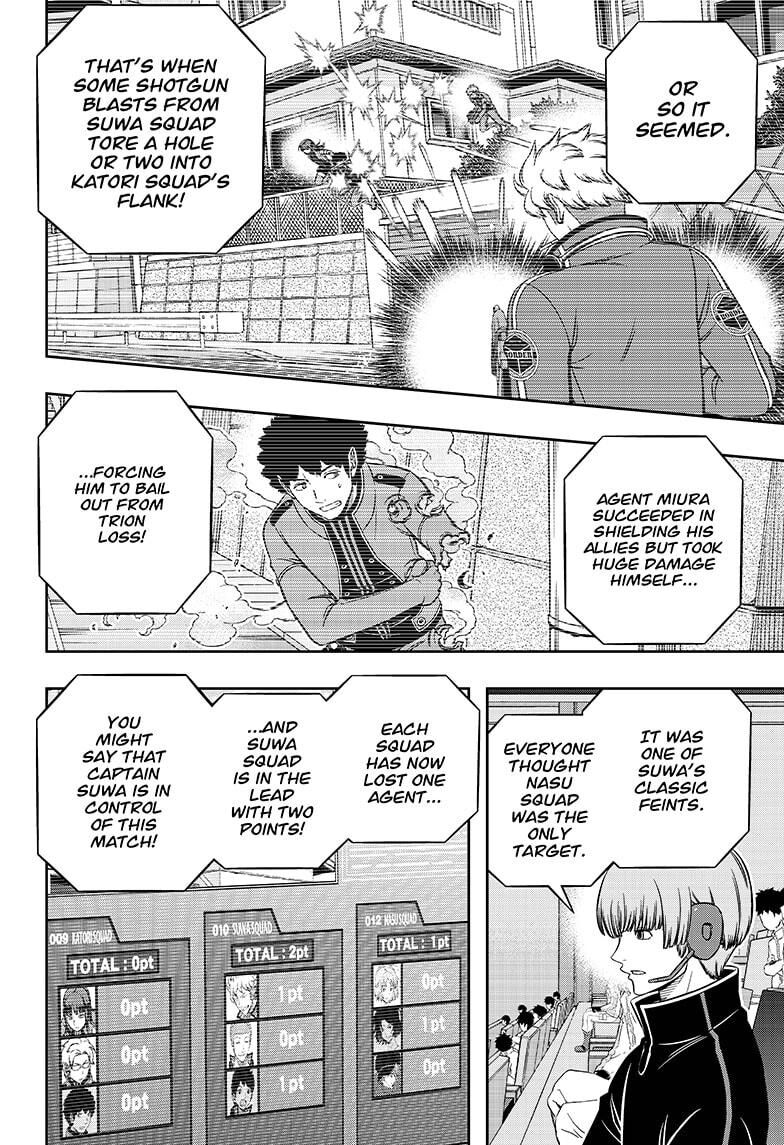 OR
SO IT
SEEMED.
THAT'S WHEN
SOME SHOTGUN
BLASTS FROM
SUWA SQUAD
TORE A HOLE
OR TWO INTO
KATORI SQUAD'S
FLANK!
BORDER
AGENT MIURA
SUCCEEDED IN
SHIELDING HIS
ALLIES BUT TOOK
HUGE DAMAGE
HIMSELF...
...FORCING
HIM TO BAIL
OUT FROM
TRION
LOSS!
IT WAS
ONE OF
SUWA'S
CLASSIC
FEINTS.
EVERYONE
THOUGHT
NASU
SQUAD
WAS THE
ONLY
TARGET.
EACH
SQUAD
HAS NOW
LOST ONE
AGENT...
...AND
SUWA
SQUAD
IS IN THE
LEAD
WITH TWO
POINTS!
YOU
MIGHT
SAY THAT
CAPTAIN
SUWA IS IN
CONTROL
OF THIS
MATCH!
009 KATORI SQUAD
TOTAL : 0pt
0pt
0pt
0pt
010 SUWA SQUAD
TOTAL : 2pt
1pt
0pt
1pt
012 NASU SQUAD
TOTAL : 1pt
0pt
1pt
0pt